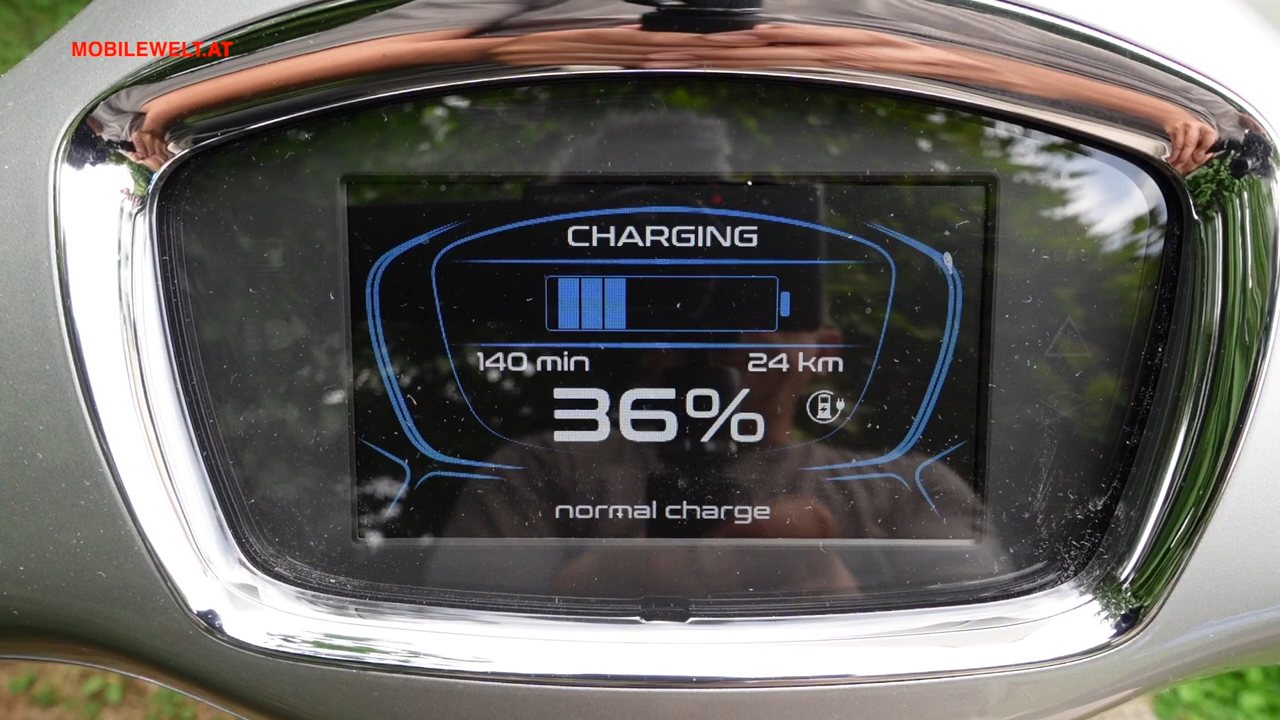 MOBILEWELT.AT
CHARGING
140 min 24 km
36%
normal charge